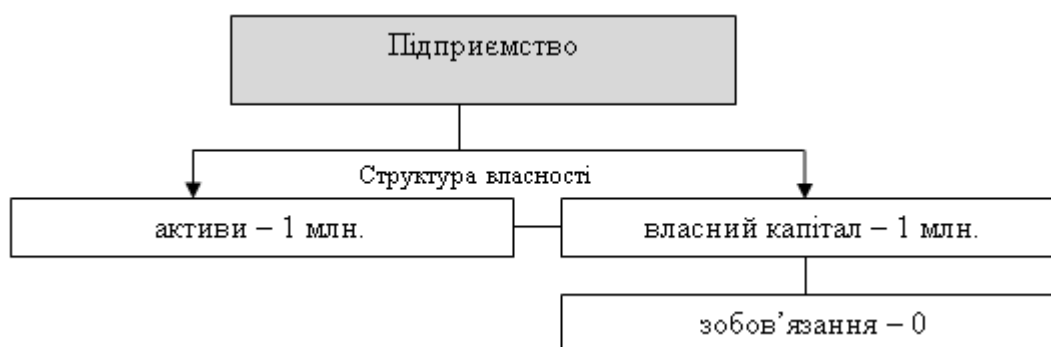 Підприємство
Структура власності
активи – 1 млн.
власний капітал – 1 млн.
зобов’язання – 0